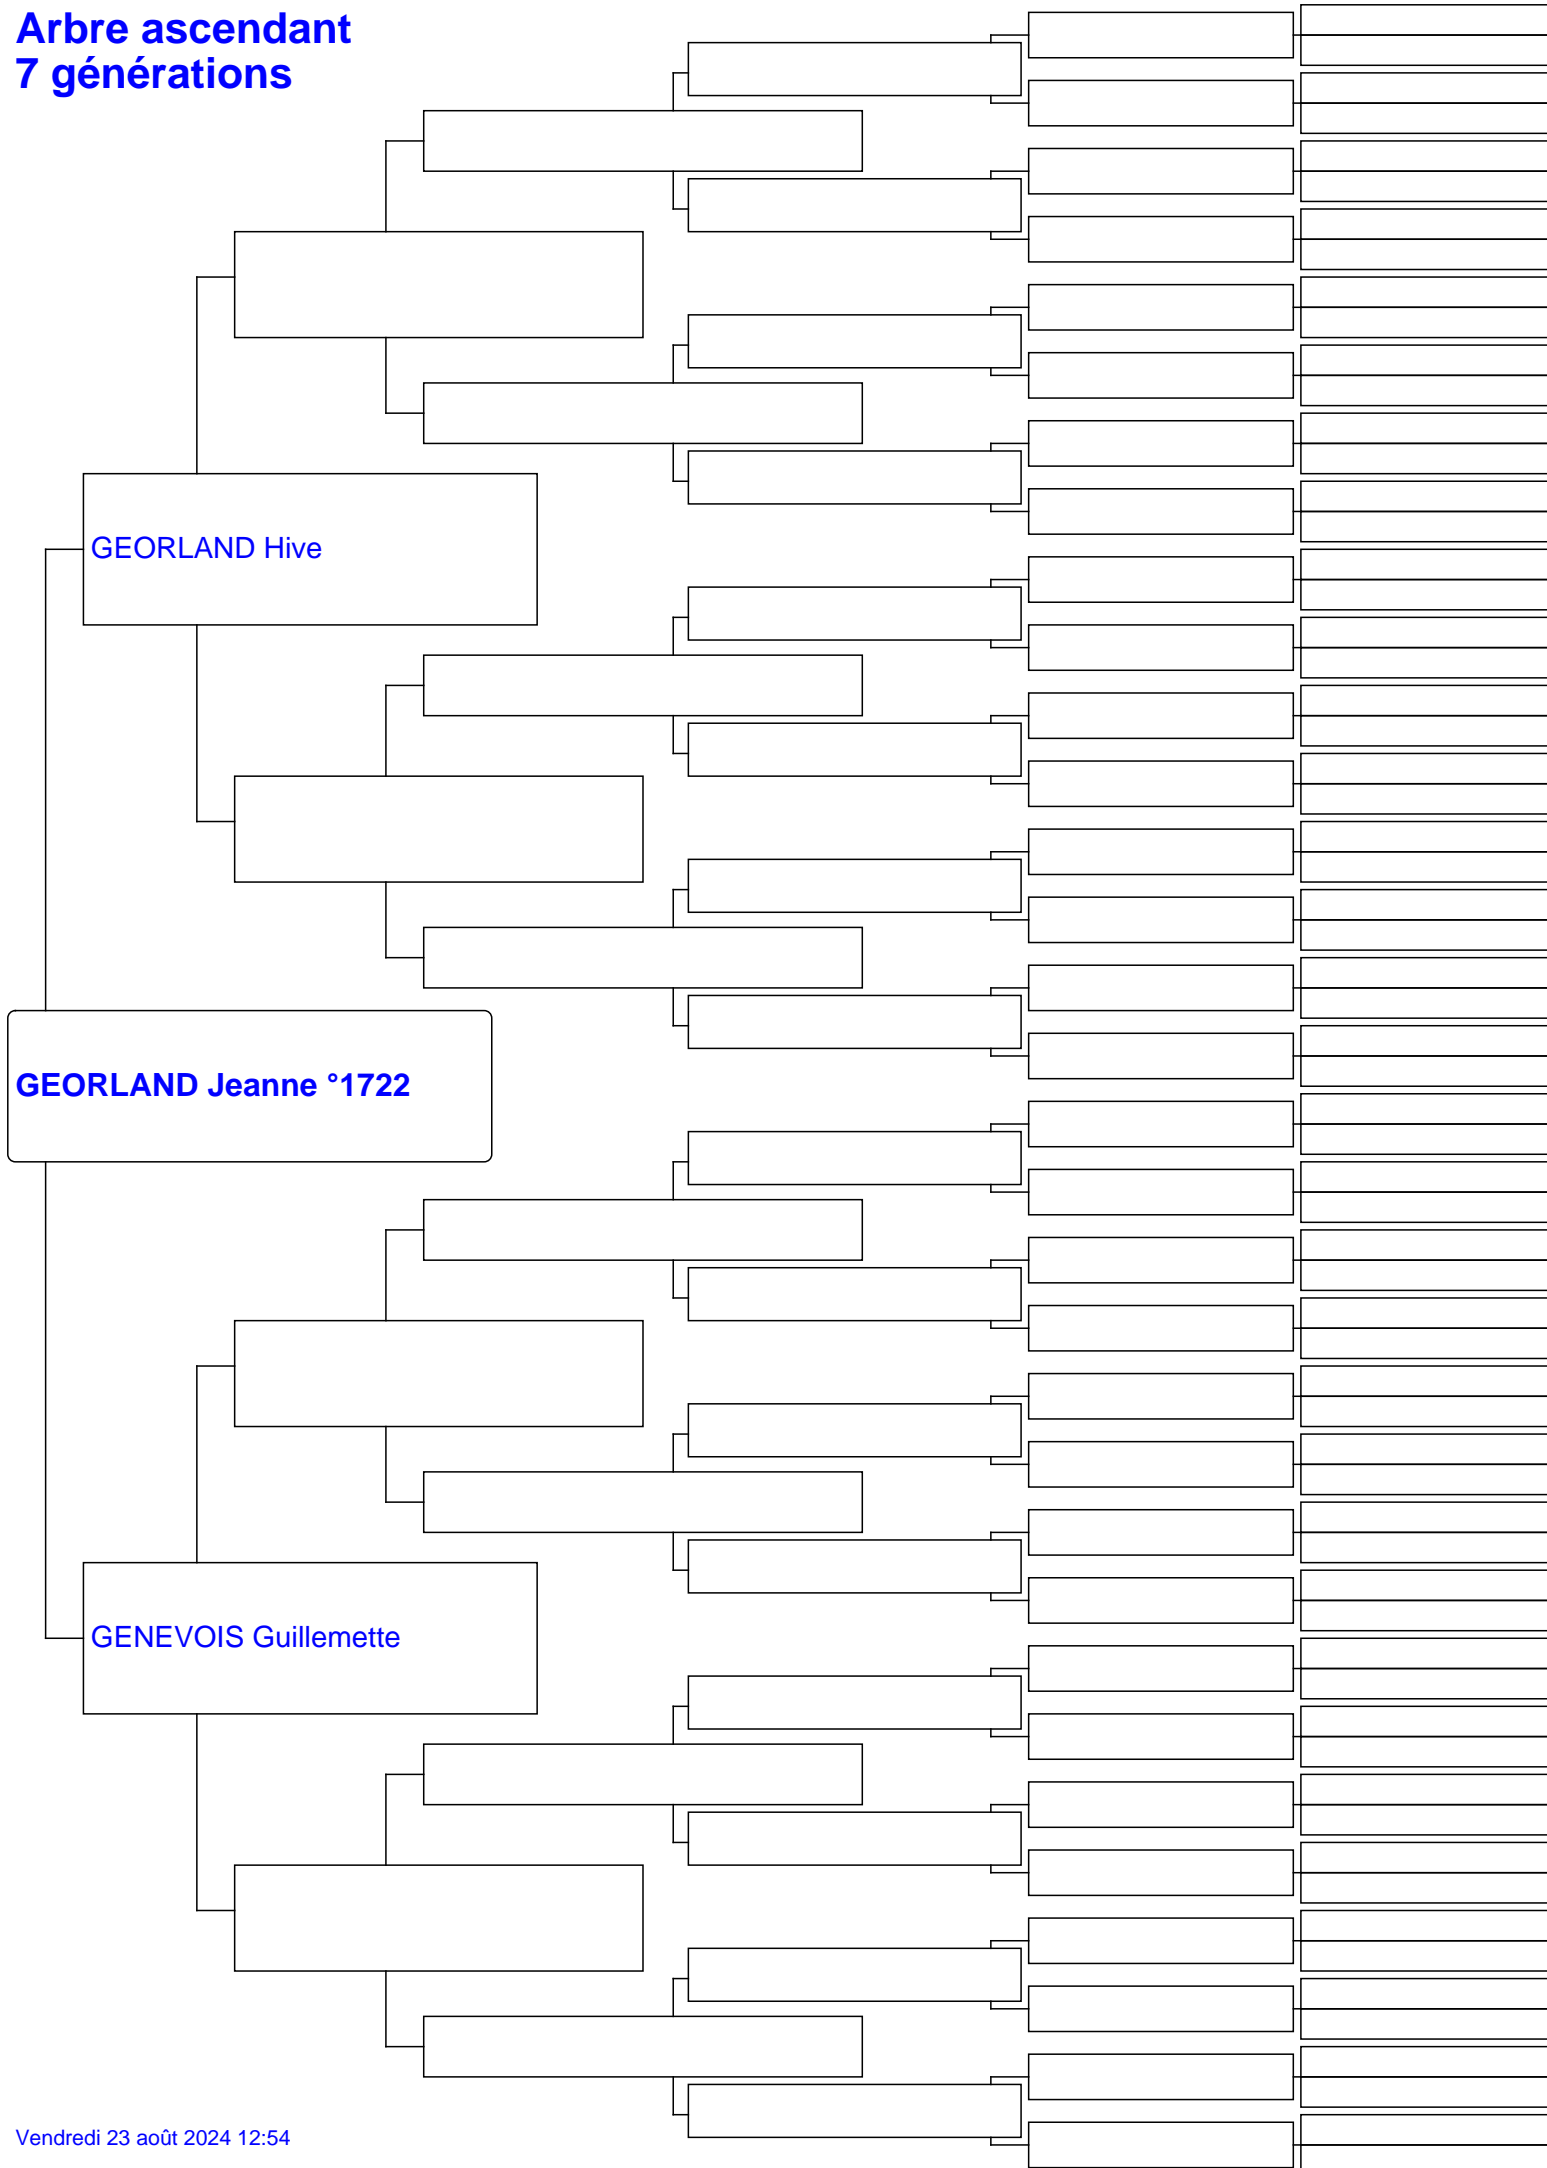 Arbre ascendant
7 générations
GEORLAND Hive
GEORLAND Jeanne °1722
GENEVOIS Guillemette
Vendredi 23 août 2024 12:54